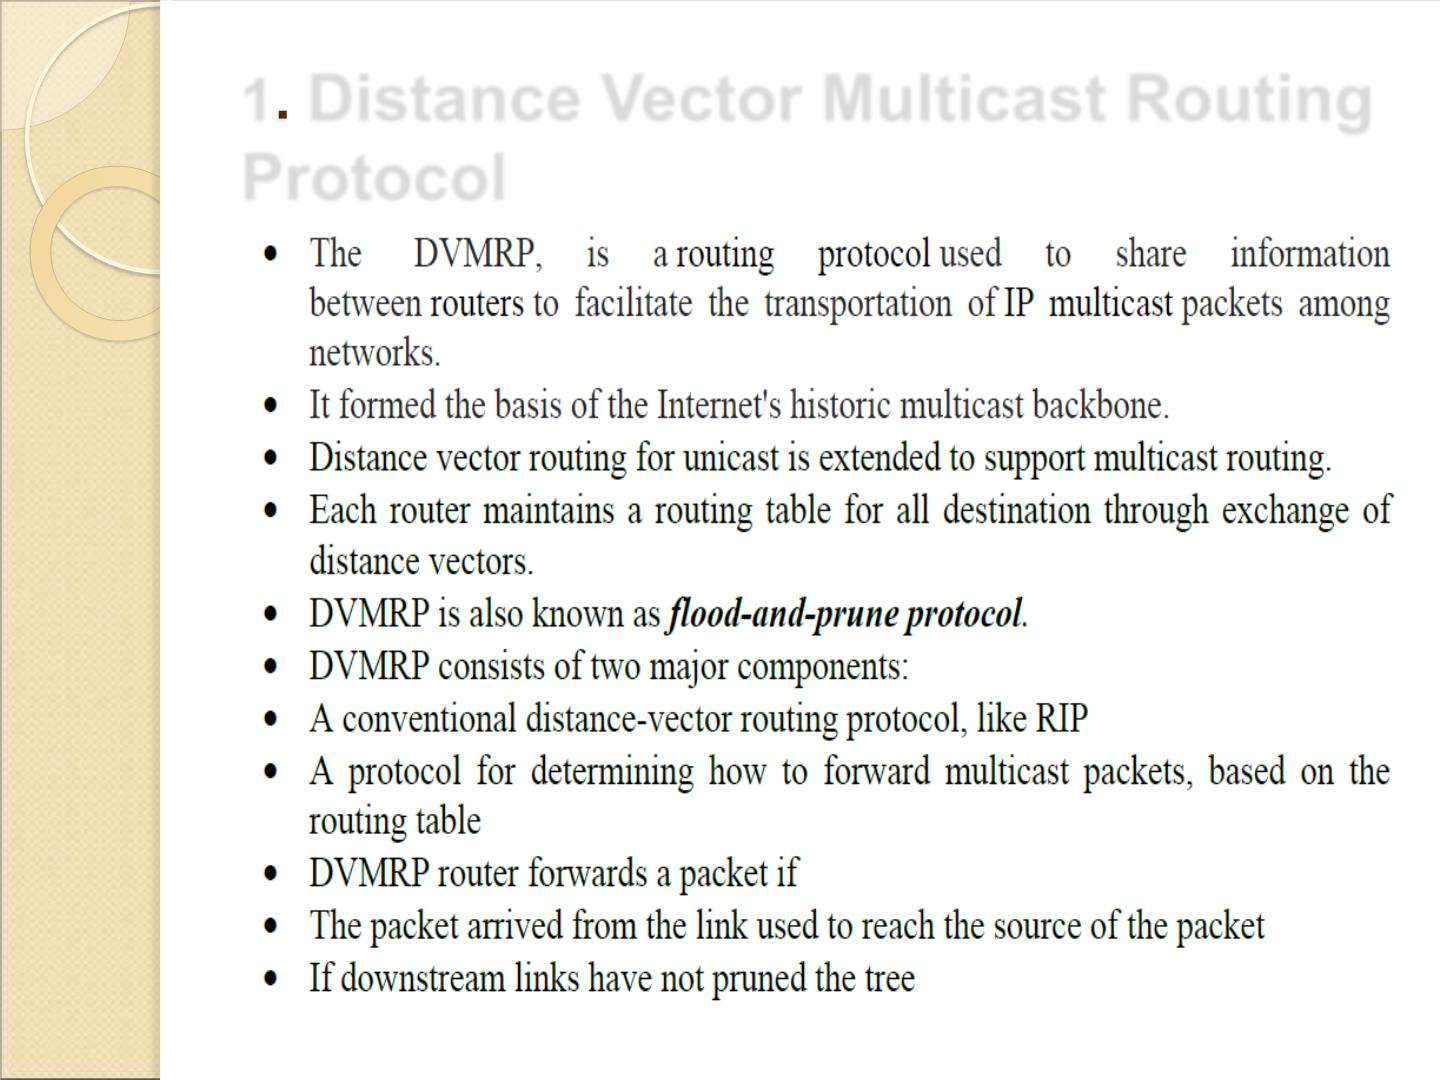 1. Distance Vector Multicast Routing
Protocol
• The DVMRP, is a routing protocol used to share information
between routers to facilitate the transportation of IP multicast packets among
networks.
• It formed the basis of the Internet's historic multicast backbone.
• Distance vector routing for unicast is extended to support multicast routing.
• Each router maintains a routing table for all destination through exchange of
distance vectors.
• DVMRP is also known as flood-and-prune protocol.
• DVMRP consists of two major components:
• A conventional distance-vector routing protocol, like RIP
• A protocol for determining how to forward multicast packets, based on the
routing table
• DVMRP router forwards a packet if
• The packet arrived from the link used to reach the source of the packet
• If downstream links have not pruned the tree